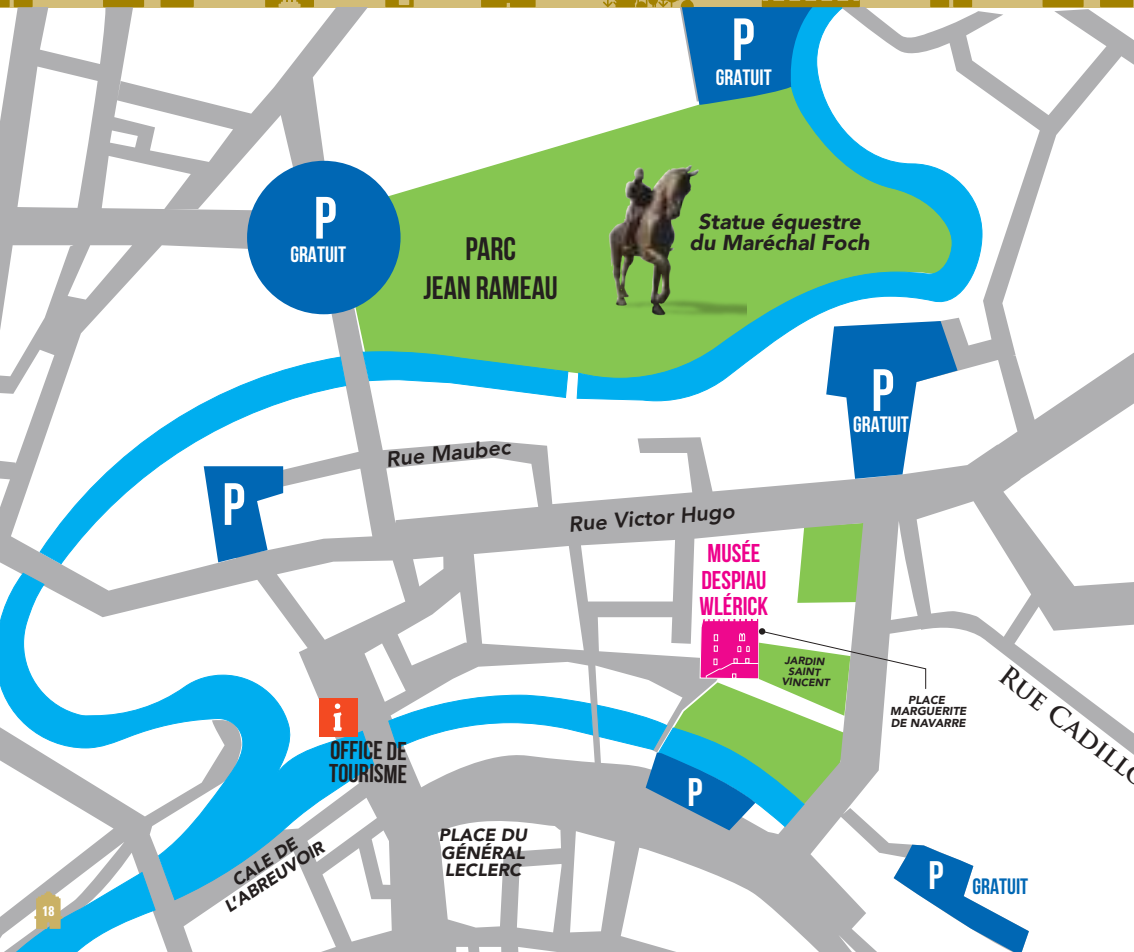 P
GRATUIT
P
GRATUIT
PARC
JEAN RAMEAU
Statue équestre
du Maréchal Foch
P
GRATUIT
Rue Maubec
P
Rue Victor Hugo
MUSÉE
DESPIAU
WLÉRICK
JARDIN
SAINT
VINCENT
PLACE
MARGUERITE
DE NAVARRE
RUE CADILLO
i
OFFICE DE
TOURISME
P
PLACE DU
GÉNÉRAL
LECLERC
CALE DE
L'ABREUVOIR
P
GRATUIT
18